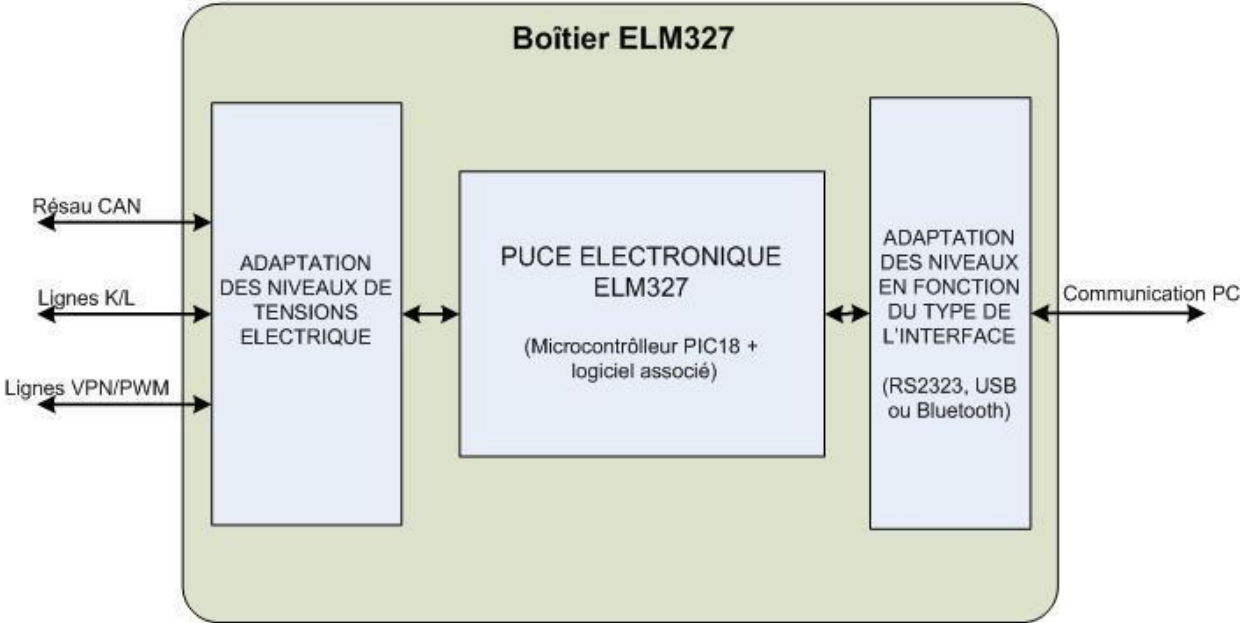 Boîtier ELM327
Résau CAN
Lignes K/L
Lignes VPN/PWM
ADAPTATION
DES NIVEAUX DE
TENSIONS
ELECTRIQUE
PUCE ELECTRONIQUE
ELM327
(Microcontrôlleur PIC18 +
logiciel associé)
ADAPTATION
DES NIVEAUX
EN FONCTION
DU TYPE DE
L'INTERFACE
(RS2323, USB
ou Bluetooth)
Communication PC